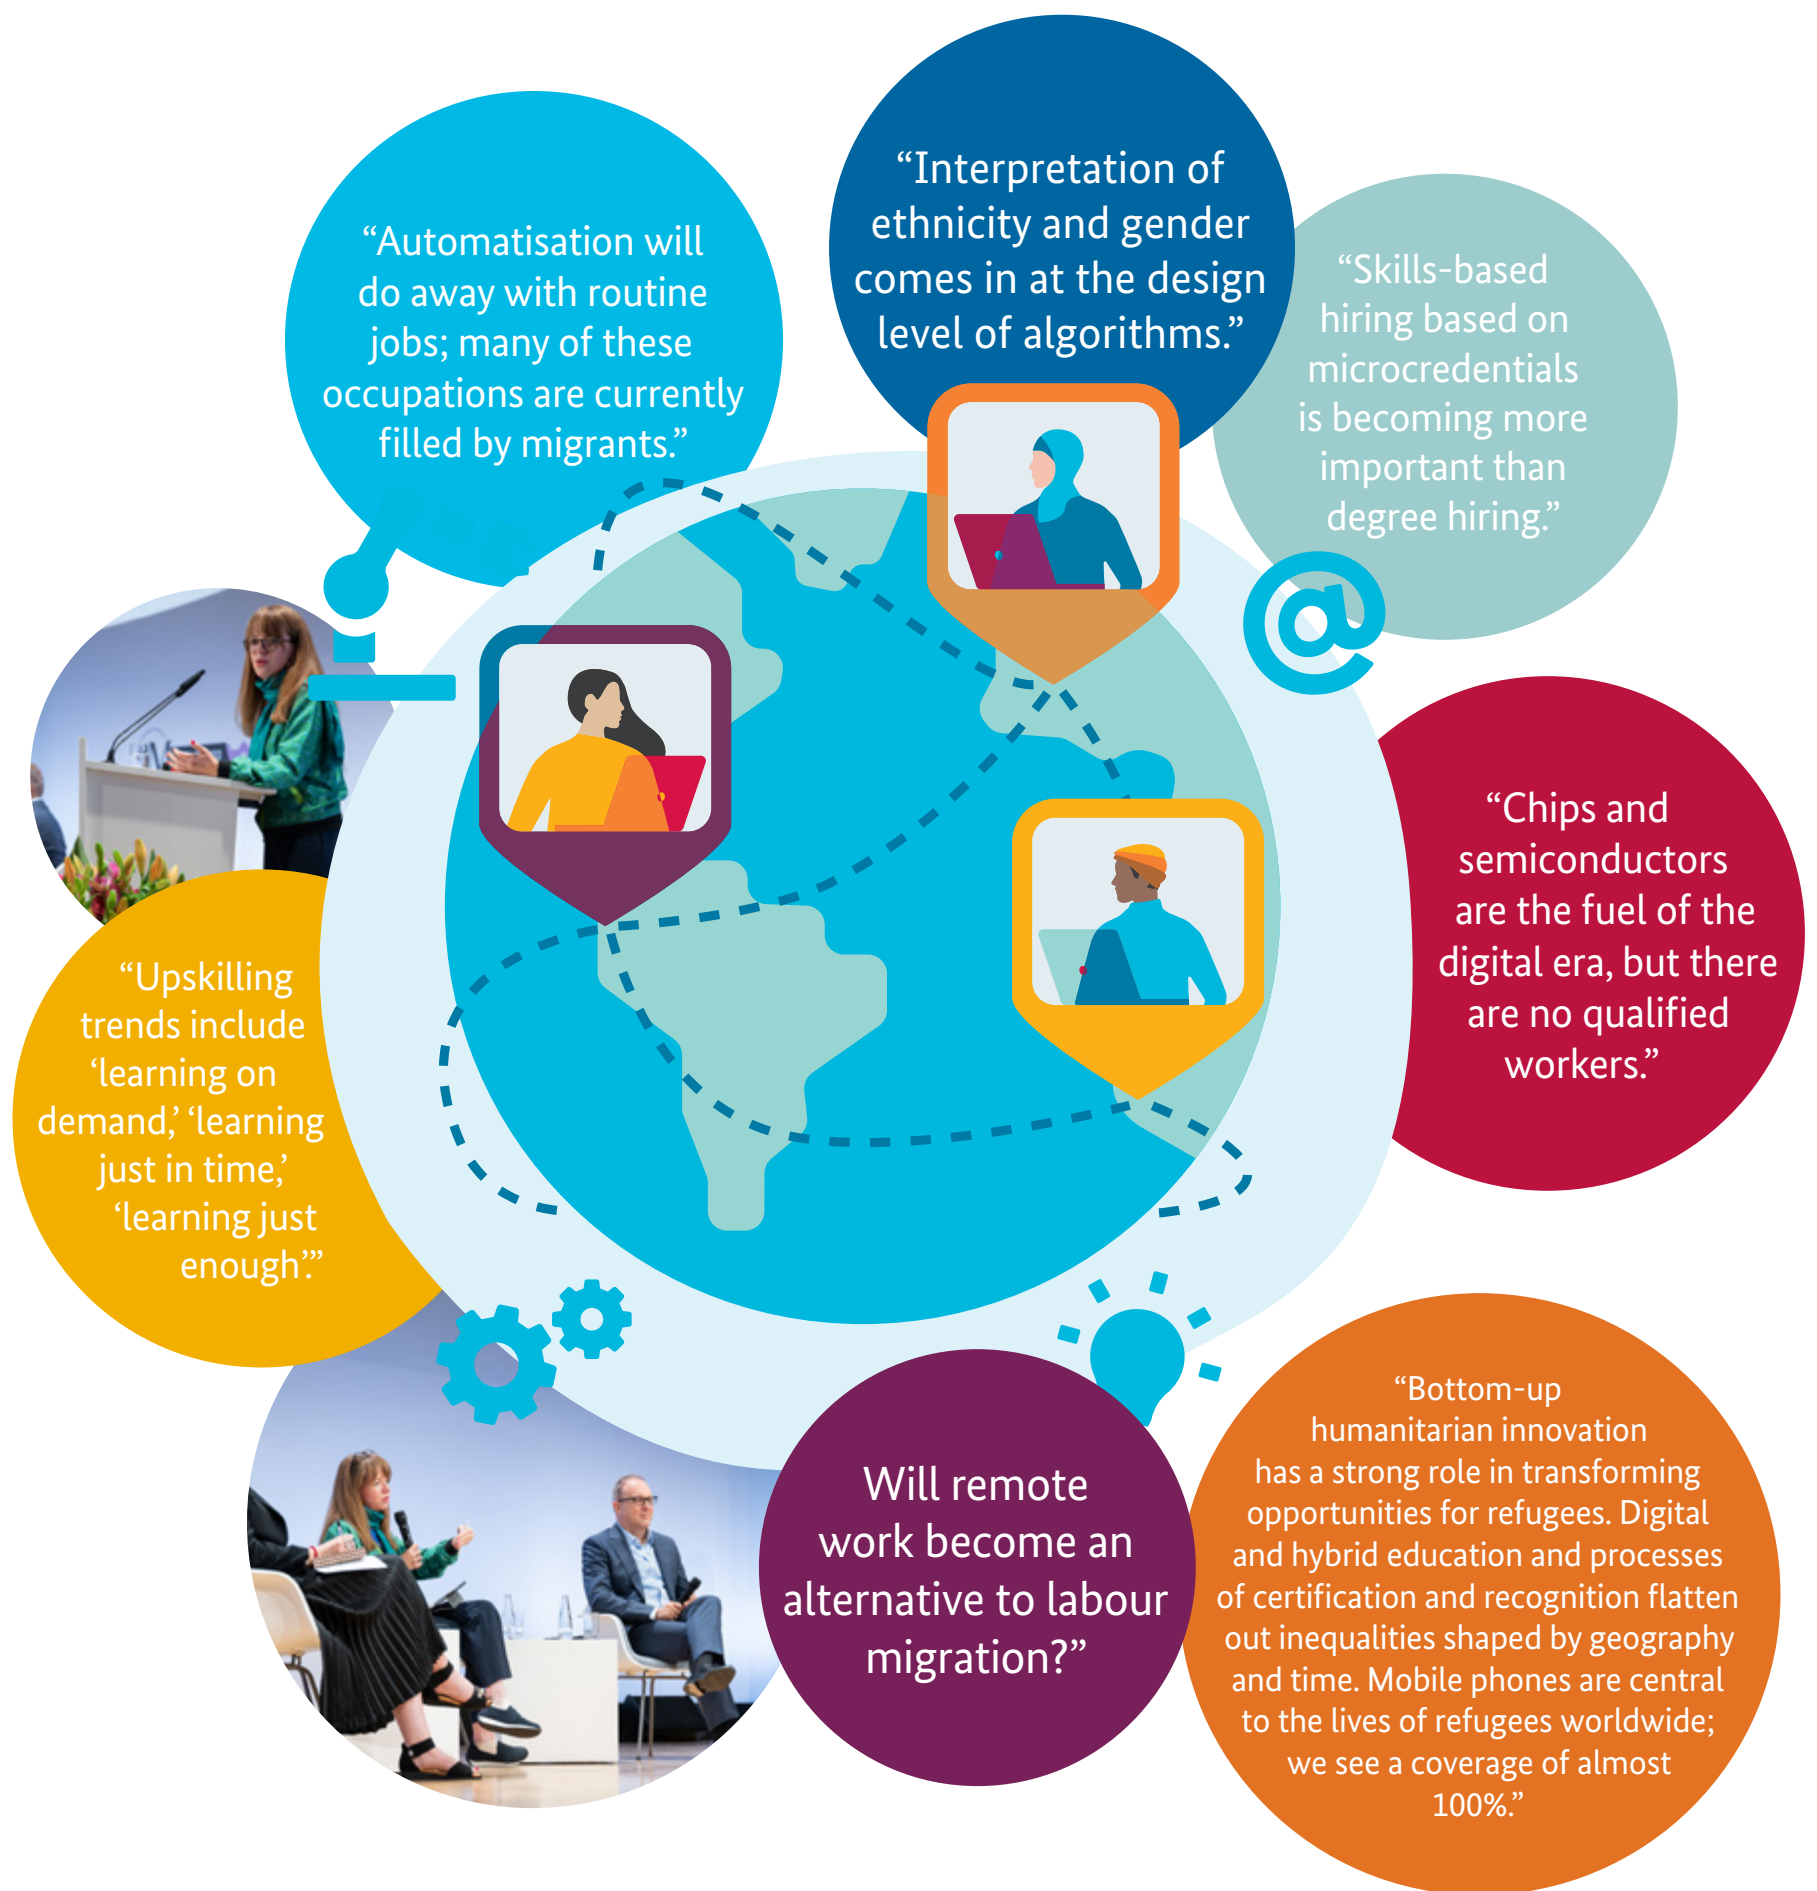 “Automatisation will
do away with routine
jobs; many of these
occupations are currently
filled by migrants.”
“Interpretation of
ethnicity and gender
comes in at the design
level of algorithms.”
“Skills-based
hiring based on
microcredentials
is becoming more
important than
degree hiring.”
@
“Chips and
semiconductors
are the fuel of the
digital era, but there
are no qualified
workers.”
“Upskilling
trends include
‘learning on
demand,’ ‘learning
just in time,’
‘learning just
enough’.”
Will remote
work become an
alternative to labour
migration?”
“Bottom-up
humanitarian innovation
has a strong role in transforming
opportunities for refugees. Digital
and hybrid education and processes
of certification and recognition flatten
out inequalities shaped by geography
and time. Mobile phones are central
to the lives of refugees worldwide;
we see a coverage of almost
100%.”